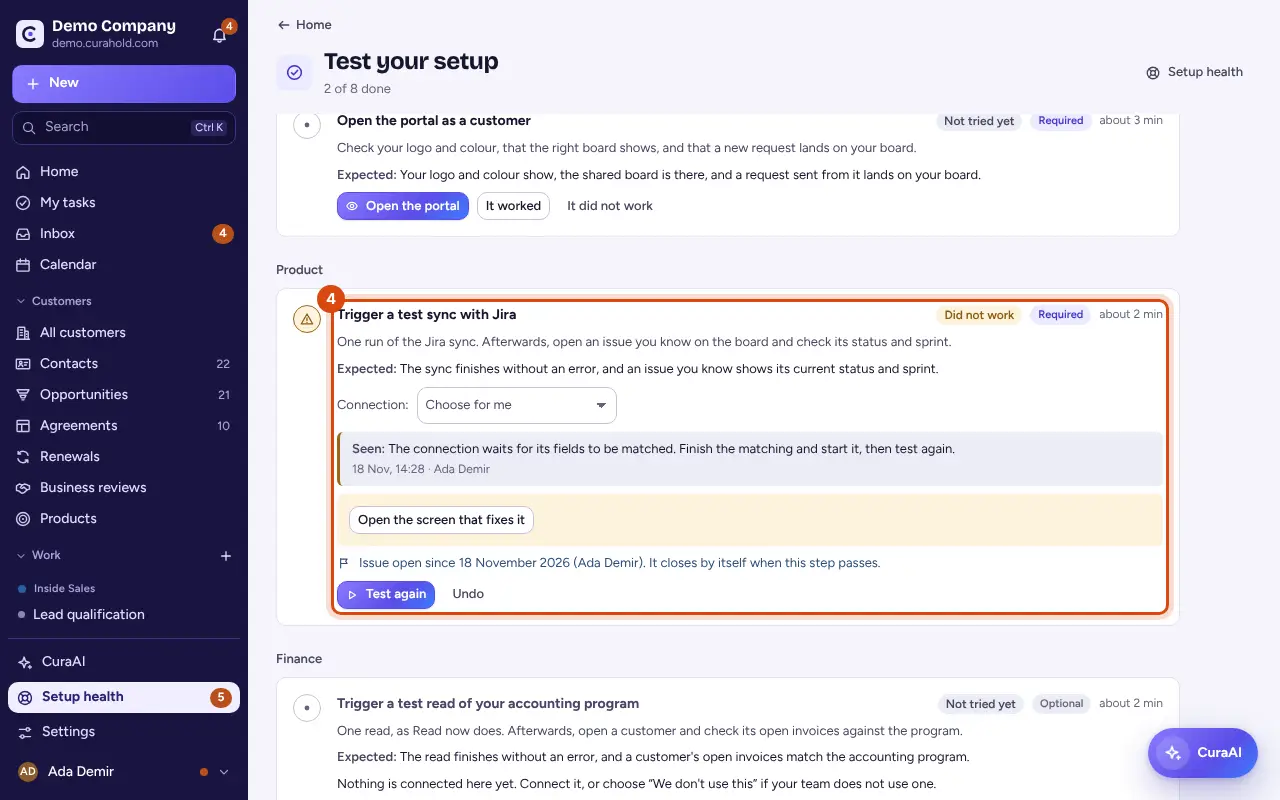 Demo Company
demo.curahold.com
4
New
Search
Ctrl K
Home
My tasks
Inbox
4
Calendar
Customers
All customers
Contacts
22
Opportunities
21
Agreements
10
Renewals
Business reviews
Products
Work
Inside Sales
Lead qualification
CuraAI
Setup health
5
Settings
AD
Ada Demir
Home
Test your setup
2 of 8 done
Setup health
Open the portal as a customer
Not tried yet
Required
about 3 min
Check your logo and colour, that the right board shows, and that a new request lands on your board.
Expected: Your logo and colour show, the shared board is there, and a request sent from it lands on your board.
Open the portal
It worked
It did not work
Product
4
Trigger a test sync with Jira
Did not work
Required
about 2 min
One run of the Jira sync. Afterwards, open an issue you know on the board and check its status and sprint.
Expected: The sync finishes without an error, and an issue you know shows its current status and sprint.
Connection:
Choose for me
Seen: The connection waits for its fields to be matched. Finish the matching and start it, then test again.
18 Nov, 14:28 · Ada Demir
Open the screen that fixes it
Issue open since 18 November 2026 (Ada Demir). It closes by itself when this step passes.
Test again
Undo
Finance
Trigger a test read of your accounting program
Not tried yet
Optional
about 2 min
One read, as Read now does. Afterwards, open a customer and check its open invoices against the program.
Expected: The read finishes without an error, and a customer's open invoices match the accounting program.
Nothing is connected here yet. Connect it, or choose “We don’t use this” if your team does not use one.
CuraAI